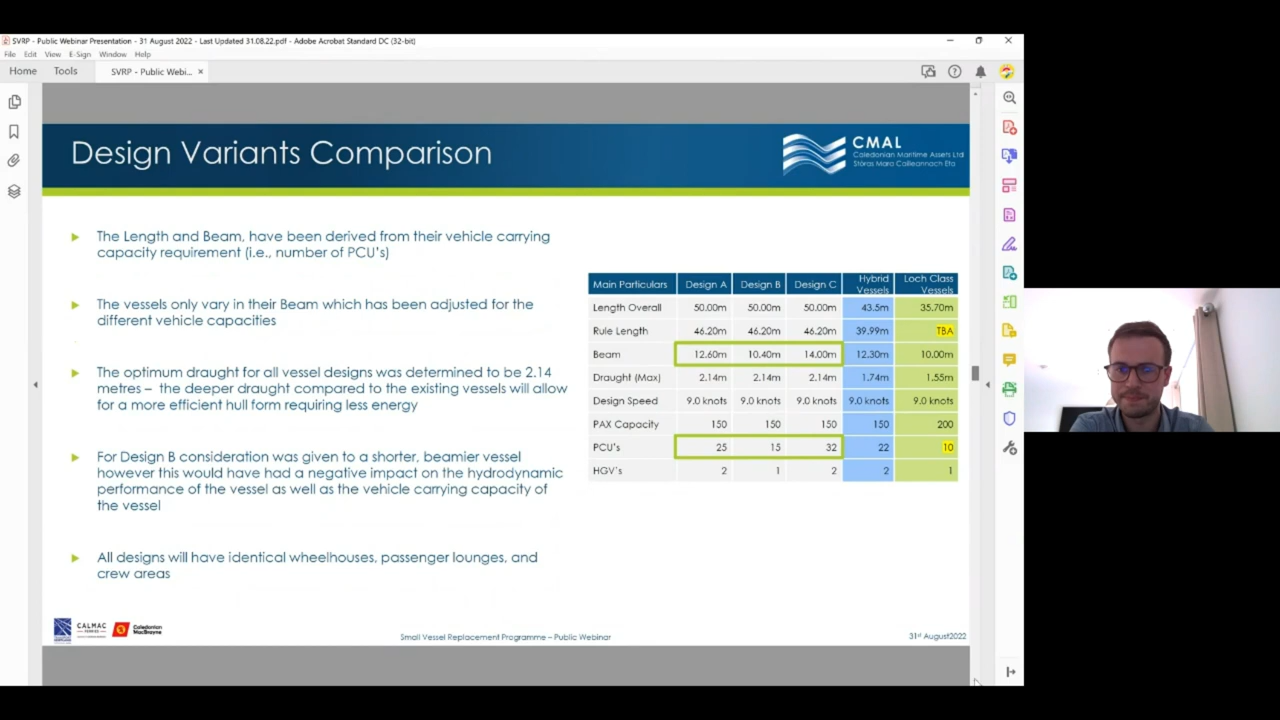 SVRP - Public Webinar Presentation - 31 August 2022 - Last Updated 31.08.22.pdf - Adobe Acrobat Standard DC (32-bit)
File Edit View E-Sign Window Help
Home Tools SVRP - Public Webi... ×
Design Variants Comparison
CMAL
Caledonian Maritime Assets Ltd
Stòras Mara Cailleannach Eta
The Length and Beam, have been derived from their vehicle carrying
capacity requirement (i.e., number of PCU's)
The vessels only vary in their Beam which has been adjusted for the
different vehicle capacities
The optimum draught for all vessel designs was determined to be 2.14
metres – the deeper draught compared to the existing vessels will allow
for a more efficient hull form requiring less energy
For Design B consideration was given to a shorter, beamier vessel
however this would have had a negative impact on the hydrodynamic
performance of the vessel as well as the vehicle carrying capacity of
the vessel
All designs will have identical wheelhouses, passenger lounges, and
crew areas
Main Particulars Design A Design B Design C Hybrid Vessels Loch Class Vessels
Length Overall 50.00m 50.00m 50.00m 43.5m 35.70m
Rule Length 46.20m 46.20m 46.20m 39.99m TBA
Beam 12.60m 10.40m 14.00m 12.30m 10.00m
Draught (Max) 2.14m 2.14m 2.14m 1.74m 1.55m
Design Speed 9.0 knots 9.0 knots 9.0 knots 9.0 knots 9.0 knots
PAX Capacity 150 150 150 150 200
PCU's 25 15 32 22 10
HGV's 2 1 2 2 1
CALMAC
FERRIES
Caledonian
MacBrayne
Small Vessel Replacement Programme – Public Webinar
31st August2022